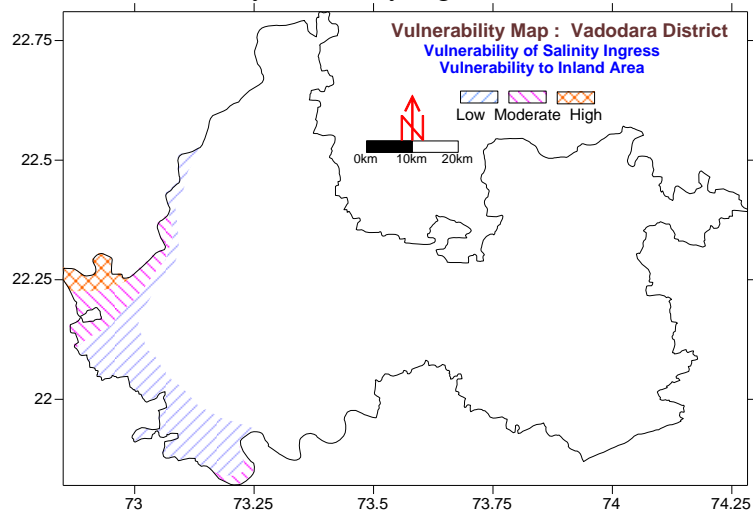 22.75
Vulnerability Map :  Vadodara District
Vulnerability of Salinity Ingress
Vulnerability to Inland Area
Low Moderate High
N
0km 10km 20km
22.5
22.25
22
73 73.25 73.5 73.75 74 74.25